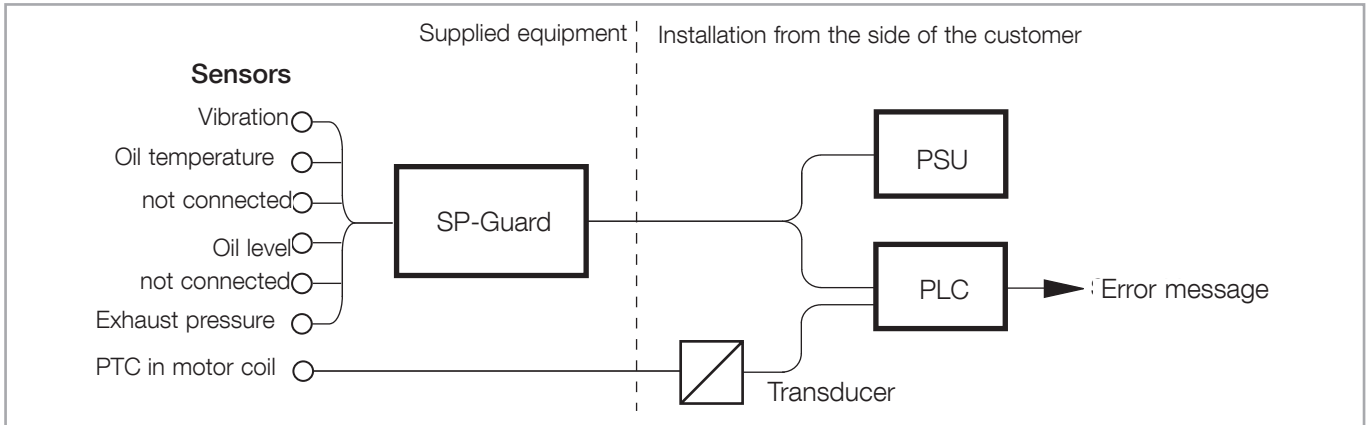 Supplied equipment
Installation from the side of the customer
Sensors
Vibration
Oil temperature
not connected
Oil level
not connected
Exhaust pressure
PTC in motor coil
SP-Guard
PSU
PLC
Error message
Transducer